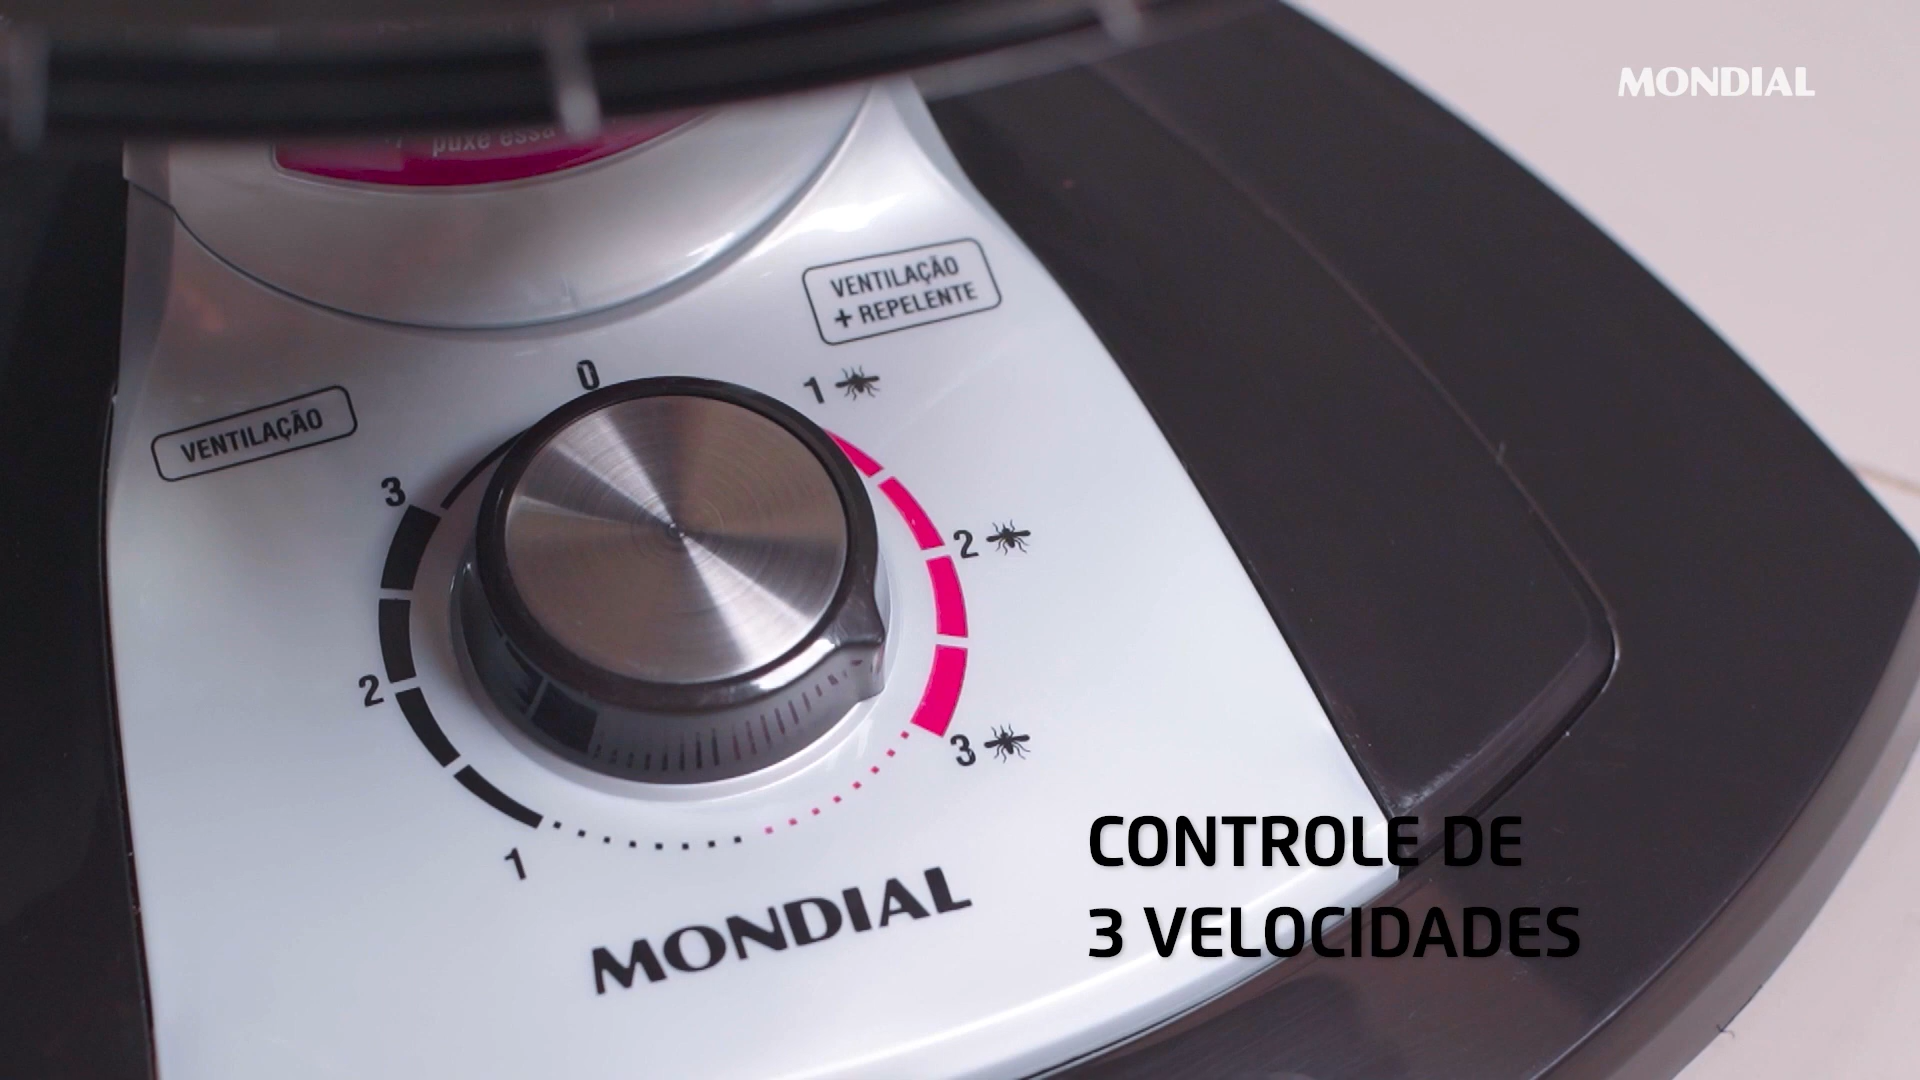 MONDIAL
puxe essa
VENTILAÇÃO
+ REPELENTE
0
1
VENTILAÇÃO
3
2
2
3
1
MONDIAL
CONTROLE DE
3 VELOCIDADES